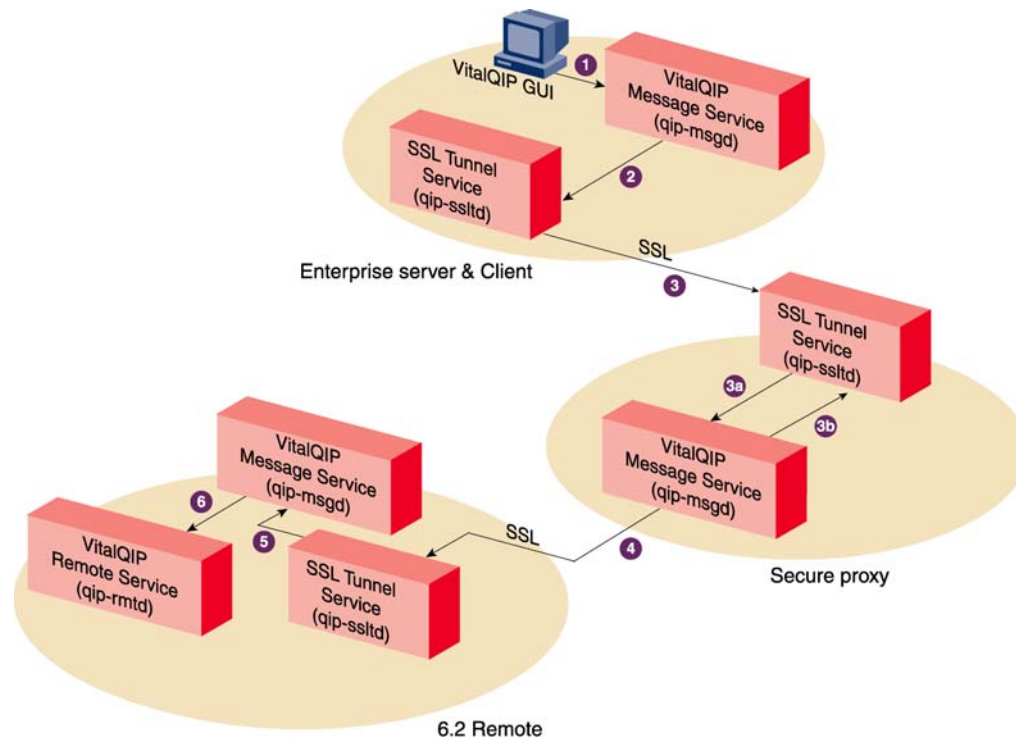 1
VitalQIP GUI
VitalQIP
Message Service
(qip-msgd)
2
SSL Tunnel
Service
(qip-ssltd)
SSL
3
Enterprise server & Client
SSL Tunnel
Service
(qip-ssltd)
3a
3b
VitalQIP
Message Service
(qip-msgd)
Secure proxy
SSL
4
VitalQIP
Message Service
(qip-msgd)
6
5
VitalQIP
Remote Service
(qip-rmtd)
SSL Tunnel
Service
(qip-ssltd)
6.2 Remote